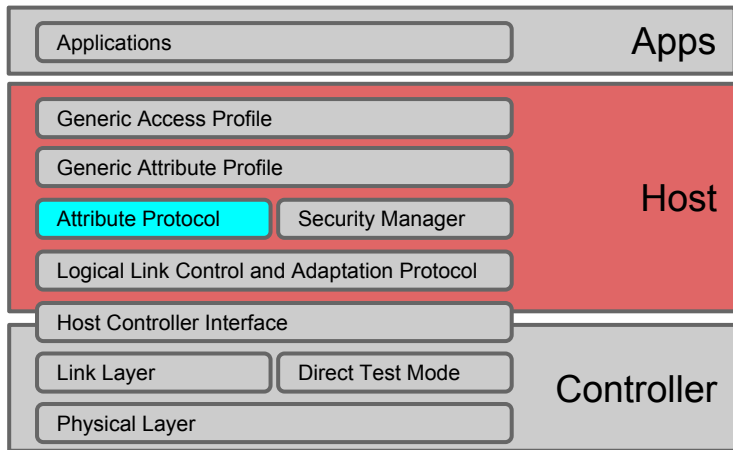 Applications
Apps
Generic Access Profile
Generic Attribute Profile
Attribute Protocol
Security Manager
Host
Logical Link Control and Adaptation Protocol
Host Controller Interface
Link Layer
Direct Test Mode
Controller
Physical Layer